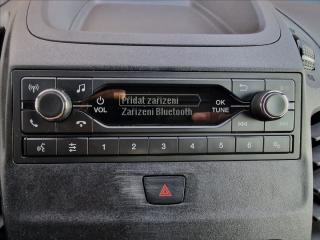 Přidat zařízení
Zařízení Bluetooth
VOL
OK
TUNE
1 2 3 4 5 6